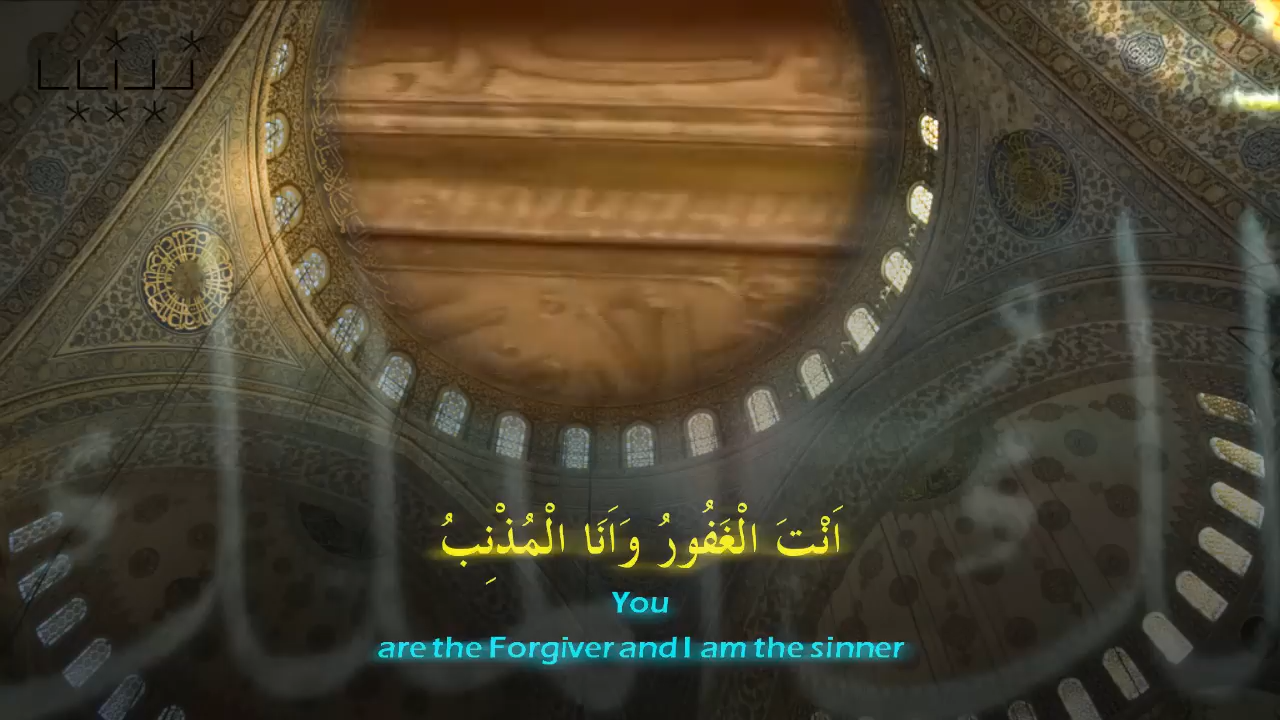 اَنْتَ الْغَفُورُ وَاَنَا الْمُذْنِبُ
You
are the Forgiver and I am the sinner